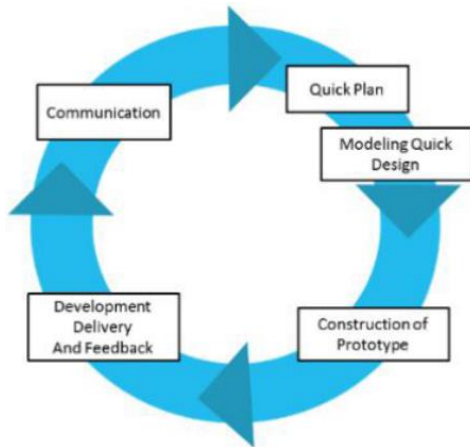 Communication
Quick Plan
Modeling Quick
Design
Construction of
Prototype
Development
Delivery
And Feedback